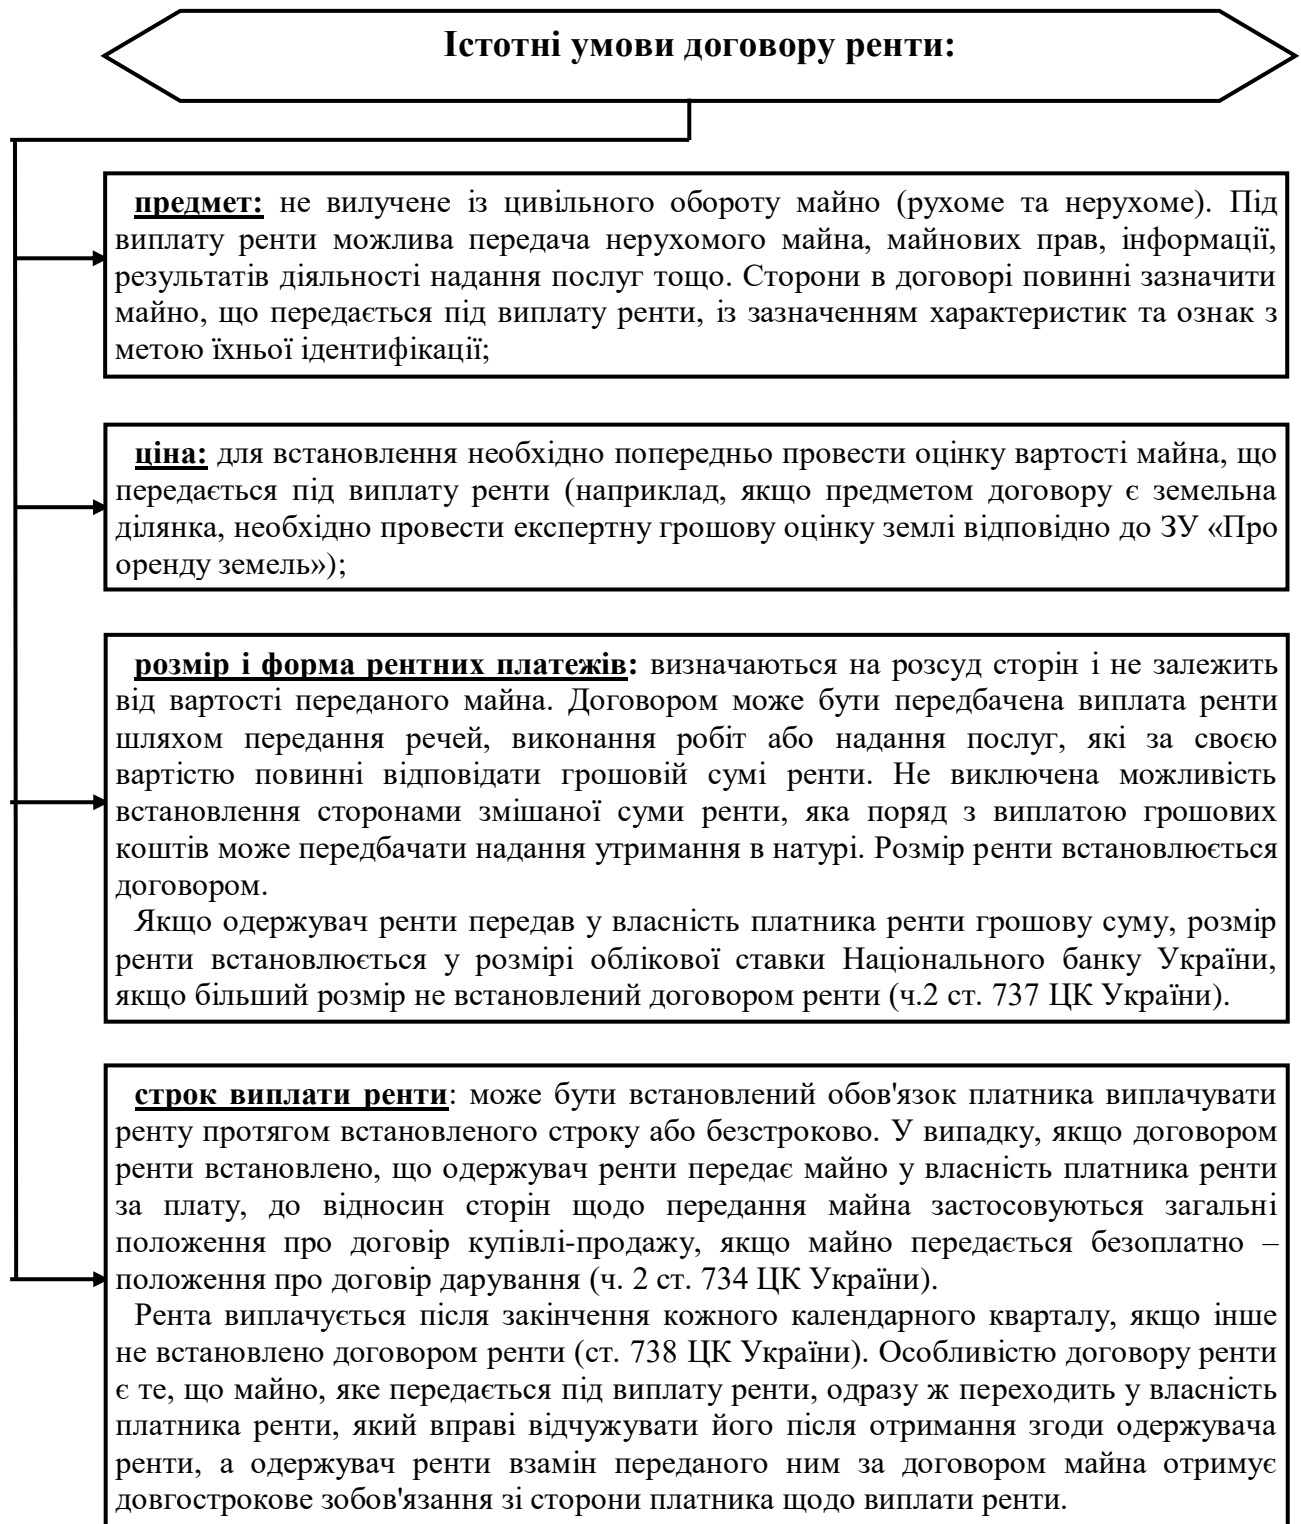 Істотні умови договору ренти:
предмет: не вилучене із цивільного обороту майно (рухоме та нерухоме). Під
виплату ренти можлива передача нерухомого майна, майнових прав, інформації,
результатів діяльності надання послуг тощо. Сторони в договорі повинні зазначити
майно, що передається під виплату ренти, із зазначенням характеристик та ознак з
метою їхньої ідентифікації;
ціна: для встановлення необхідно попередньо провести оцінку вартості майна, що
передається під виплату ренти (наприклад, якщо предметом договору є земельна
ділянка, необхідно провести експертну грошову оцінку землі відповідно до ЗУ «Про
оренду земель»);
розмір і форма рентних платежів: визначаються на розсуд сторін і не залежить
від вартості переданого майна. Договором може бути передбачена виплата ренти
шляхом передання речей, виконання робіт або надання послуг, які за своєю
вартістю повинні відповідати грошовій сумі ренти. Не виключена можливість
встановлення сторонами змішаної суми ренти, яка поряд з виплатою грошових
коштів може передбачати надання утримання в натурі. Розмір ренти встановлюється
договором.
Якщо одержувач ренти передав у власність платника ренти грошову суму, розмір
ренти встановлюється у розмірі облікової ставки Національного банку України,
якщо більший розмір не встановлений договором ренти (ч.2 ст. 737 ЦК України).
строк виплати ренти: може бути встановлений обов'язок платника виплачувати
ренту протягом встановленого строку або безстроково. У випадку, якщо договором
ренти встановлено, що одержувач ренти передає майно у власність платника ренти
за плату, до відносин сторін щодо передання майна застосовуються загальні
положення про договір купівлі-продажу, якщо майно передається безоплатно –
положення про договір дарування (ч. 2 ст. 734 ЦК України).
Рента виплачується після закінчення кожного календарного кварталу, якщо інше
не встановлено договором ренти (ст. 738 ЦК України). Особливістю договору ренти
є те, що майно, яке передається під виплату ренти, одразу ж переходить у власність
платника ренти, який вправі відчужувати його після отримання згоди одержувача
ренти, а одержувач ренти взамін переданого ним за договором майна отримує
довгострокове зобов'язання зі сторони платника щодо виплати ренти.